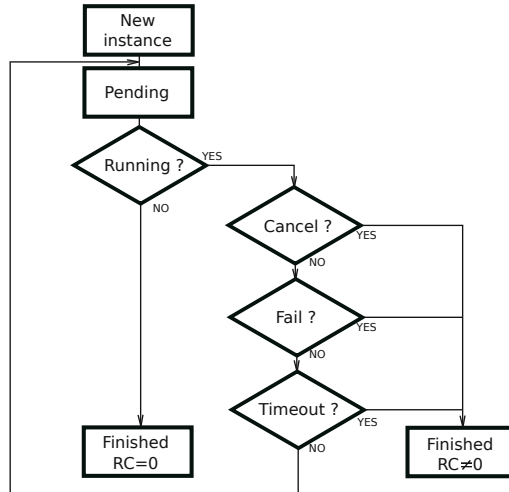 New
instance
Pending
Running ?
YES
NO
Cancel ?
YES
NO
Fail ?
YES
NO
Timeout ?
YES
NO
Finished
RC=0
Finished
RC≠0